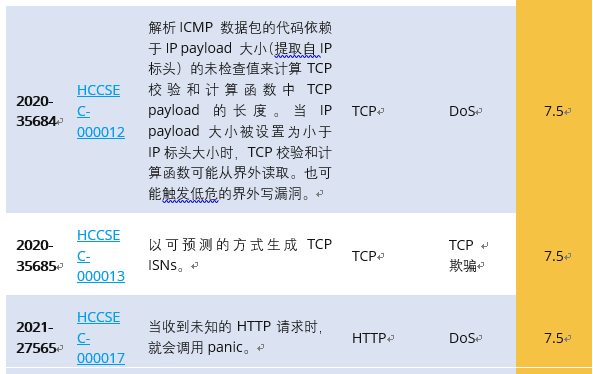 2020-
35684
HCCSE
C-
000012
解析 ICMP 数据包的代码依赖
于 IP payload 大小（提取自 IP
标头）的未检查值来计算 TCP
校验和计算函数中 TCP
payload 的长度。当 IP
payload 大小被设置为小于
IP 标头大小时，TCP 校验和计
算函数可能从界外读取。也可
能触发低危的界外写漏洞。
TCP
DoS
7.5
2020-
35685
HCCSE
C-
000013
以可预测的方式生成 TCP
ISNs。
TCP
TCP
欺骗
7.5
2021-
27565
HCCSE
C-
000017
当收到未知的 HTTP 请求时，
就会调用 panic。
HTTP
DoS
7.5